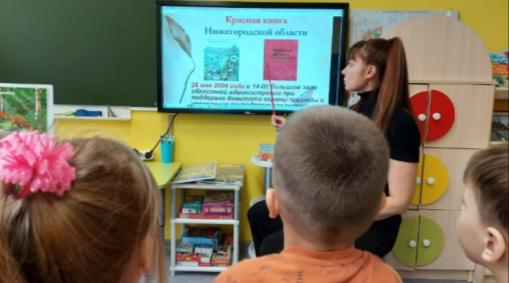 Красная книга
Нижегородской области
28 мая 2004 года в 14-00 Большом зале
областной администрации при
поддержке Комитета охраны природы и